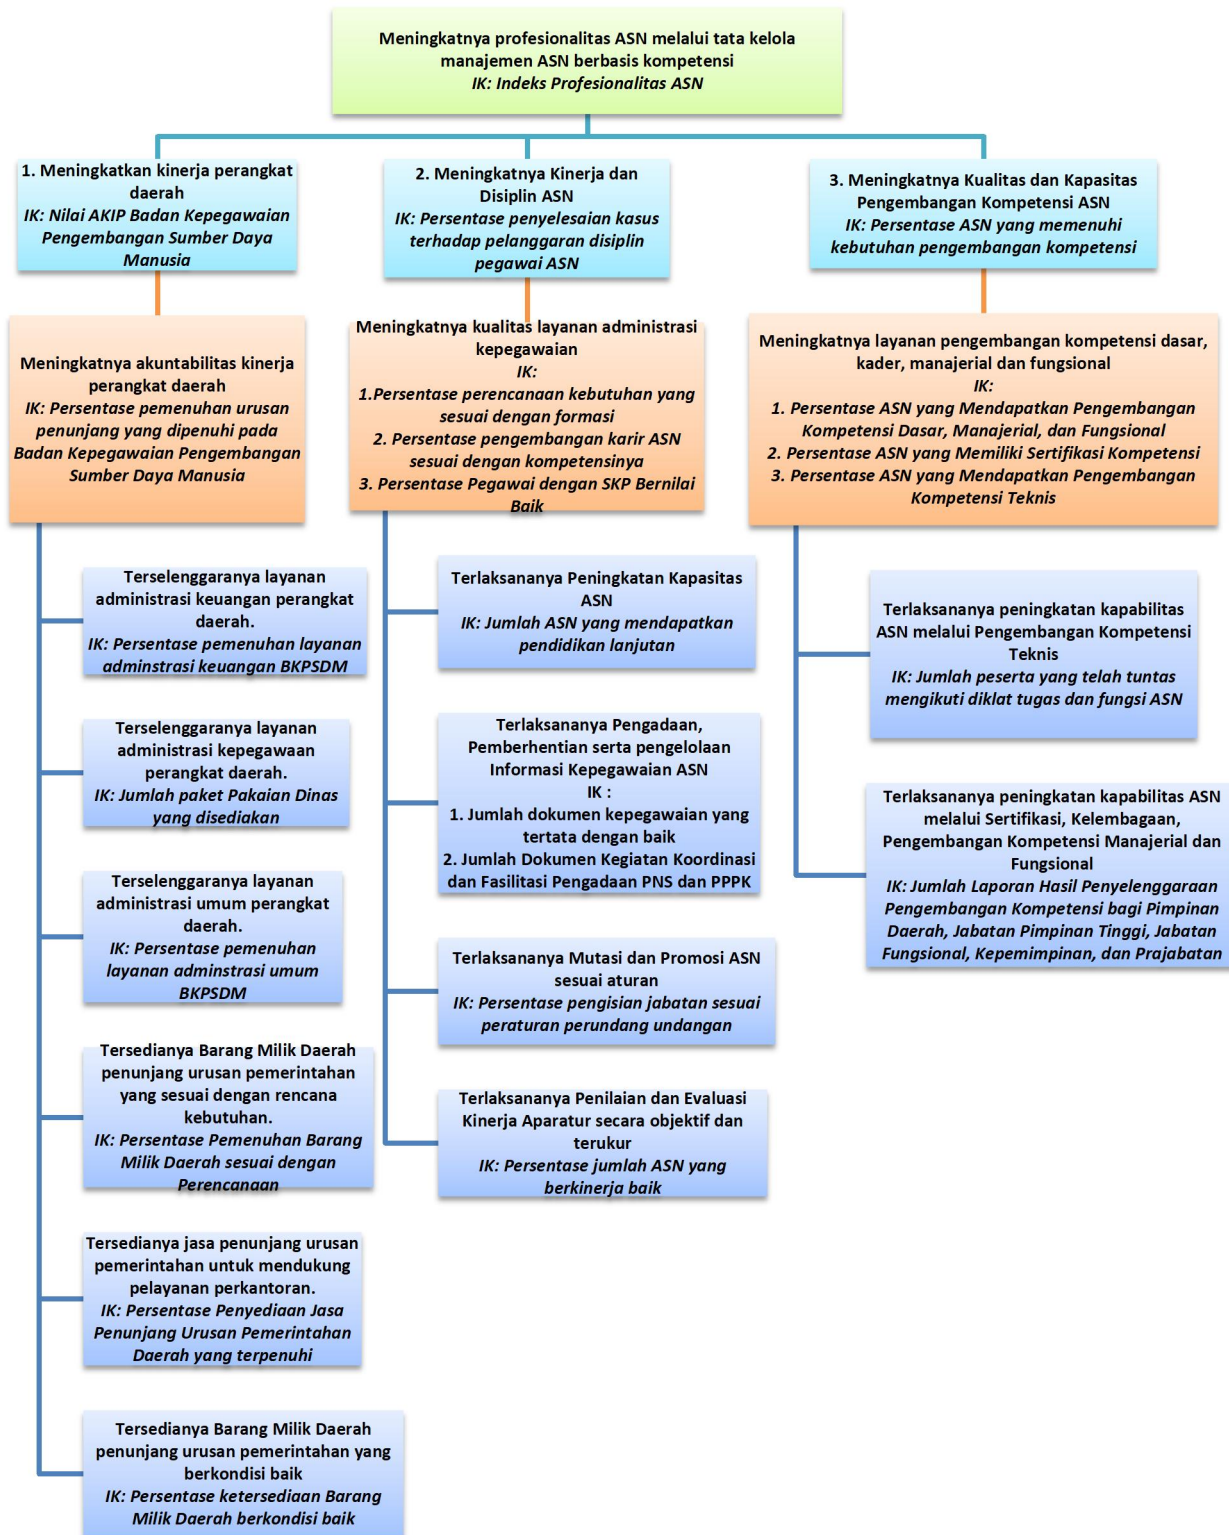 Meningkatnya profesionalitas ASN melalui tata kelola
manajemen ASN berbasis kompetensi
IK: Indeks Profesionalitas ASN
1. Meningkatkan kinerja perangkat
daerah
IK: Nilai AKIP Badan Kepegawaian
Pengembangan Sumber Daya
Manusia
2. Meningkatnya Kinerja dan
Disiplin ASN
IK: Persentase penyelesaian kasus
terhadap pelanggaran disiplin
pegawai ASN
3. Meningkatnya Kualitas dan Kapasitas
Pengembangan Kompetensi ASN
IK: Persentase ASN yang memenuhi
kebutuhan pengembangan kompetensi
Meningkatnya akuntabilitas kinerja
perangkat daerah
IK: Persentase pemenuhan urusan
penunjang yang dipenuhi pada
Badan Kepegawaian Pengembangan
Sumber Daya Manusia
Meningkatnya kualitas layanan administrasi
kepegawaian
IK:
1.Persentase perencanaan kebutuhan yang
sesuai dengan formasi
2. Persentase pengembangan karir ASN
sesuai dengan kompetensinya
3. Persentase Pegawai dengan SKP Bernilai
Baik
Meningkatnya layanan pengembangan kompetensi dasar,
kader, manajerial dan fungsional
IK:
1. Persentase ASN yang Mendapatkan Pengembangan
Kompetensi Dasar, Manajerial, dan Fungsional
2. Persentase ASN yang Memiliki Sertifikasi Kompetensi
3. Persentase ASN yang Mendapatkan Pengembangan
Kompetensi Teknis
Terselenggaranya layanan
administrasi keuangan perangkat
daerah.
IK: Persentase pemenuhan layanan
adminstrasi keuangan BKPSDM
Terselenggaranya layanan
administrasi kepegawaan
perangkat daerah.
IK: Jumlah paket Pakaian Dinas
yang disediakan
Terselenggaranya layanan
administrasi umum perangkat
daerah.
IK: Persentase pemenuhan
layanan adminstrasi umum
BKPSDM
Tersedianya Barang Milik Daerah
penunjang urusan pemerintahan
yang sesuai dengan rencana
kebutuhan.
IK: Persentase Pemenuhan Barang
Milik Daerah sesuai dengan
Perencanaan
Tersedianya jasa penunjang urusan
pemerintahan untuk mendukung
pelayanan perkantoran.
IK: Persentase Penyediaan Jasa
Penunjang Urusan Pemerintahan
Daerah yang terpenuhi
Tersedianya Barang Milik Daerah
penunjang urusan pemerintahan yang
berkondisi baik
IK: Persentase ketersediaan Barang
Milik Daerah berkondisi baik
Terlaksananya Peningkatan Kapasitas
ASN
IK: Jumlah ASN yang mendapatkan
pendidikan lanjutan
Terlaksananya Pengadaan,
Pemberhentian serta pengelolaan
Informasi Kepegawaian ASN
IK :
1. Jumlah dokumen kepegawaian yang
tertata dengan baik
2. Jumlah Dokumen Kegiatan Koordinasi
dan Fasilitasi Pengadaan PNS dan PPPK
Terlaksananya Mutasi dan Promosi ASN
sesuai aturan
IK: Persentase pengisian jabatan sesuai
peraturan perundang undangan
Terlaksananya Penilaian dan Evaluasi
Kinerja Aparatur secara objektif dan
terukur
IK: Persentase jumlah ASN yang
berkinerja baik
Terlaksananya peningkatan kapabilitas
ASN melalui Pengembangan Kompetensi
Teknis
IK: Jumlah peserta yang telah tuntas
mengikuti diklat tugas dan fungsi ASN
Terlaksananya peningkatan kapabilitas ASN
melalui Sertifikasi, Kelembagaan,
Pengembangan Kompetensi Manajerial dan
Fungsional
IK: Jumlah Laporan Hasil Penyelenggaraan
Pengembangan Kompetensi bagi Pimpinan
Daerah, Jabatan Pimpinan Tinggi, Jabatan
Fungsional, Kepemimpinan, dan Prajabatan